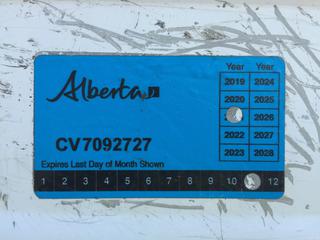 Alberta
Year Year
2019 2024
2020 2025
2026
2022 2027
2023 2028
CV7092727
Expires Last Day of Month Shown
1 2 3 4 5 6 7 8 9 10 12